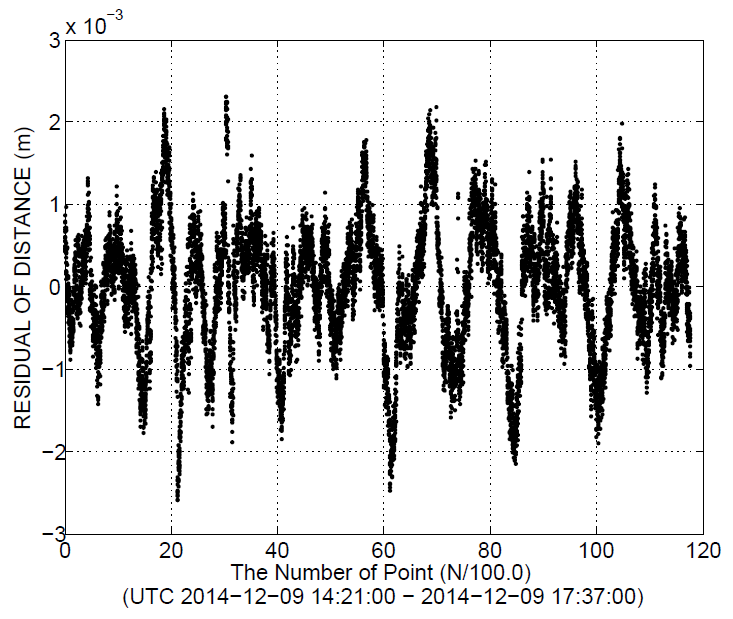 x 10−3
3
2
1
0
−1
−2
−3
RESIDUAL OF DISTANCE (m)
0 20 40 60 80 100 120
The Number of Point (N/100.0)
(UTC 2014−12−09 14:21:00 − 2014−12−09 17:37:00)